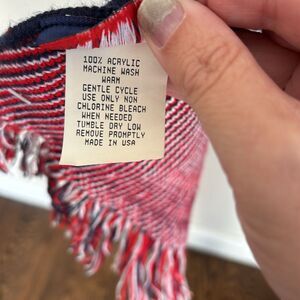 100% ACRYLIC
MACHINE WASH
WARM
GENTLE CYCLE
USE ONLY NON
CHLORINE BLEACH
WHEN NEEDED
TUMBLE DRY LOW
REMOVE PROMPTLY
MADE IN USA